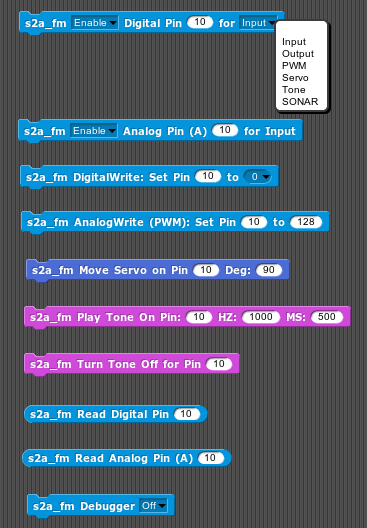 s2a_fm Enable Digital Pin 10 for Input
Input
Output
PWM
Servo
Tone
SONAR
s2a_fm Enable Analog Pin (A) 10 for Input
s2a_fm DigitalWrite: Set Pin 10 to 0
s2a_fm AnalogWrite (PWM): Set Pin 10 to 128
s2a_fm Move Servo on Pin 10 Deg: 90
s2a_fm Play Tone On Pin: 10 HZ: 1000 MS: 500
s2a_fm Turn Tone Off for Pin 10
s2a_fm Read Digital Pin 10
s2a_fm Read Analog Pin (A) 10
s2a_fm Debugger Off